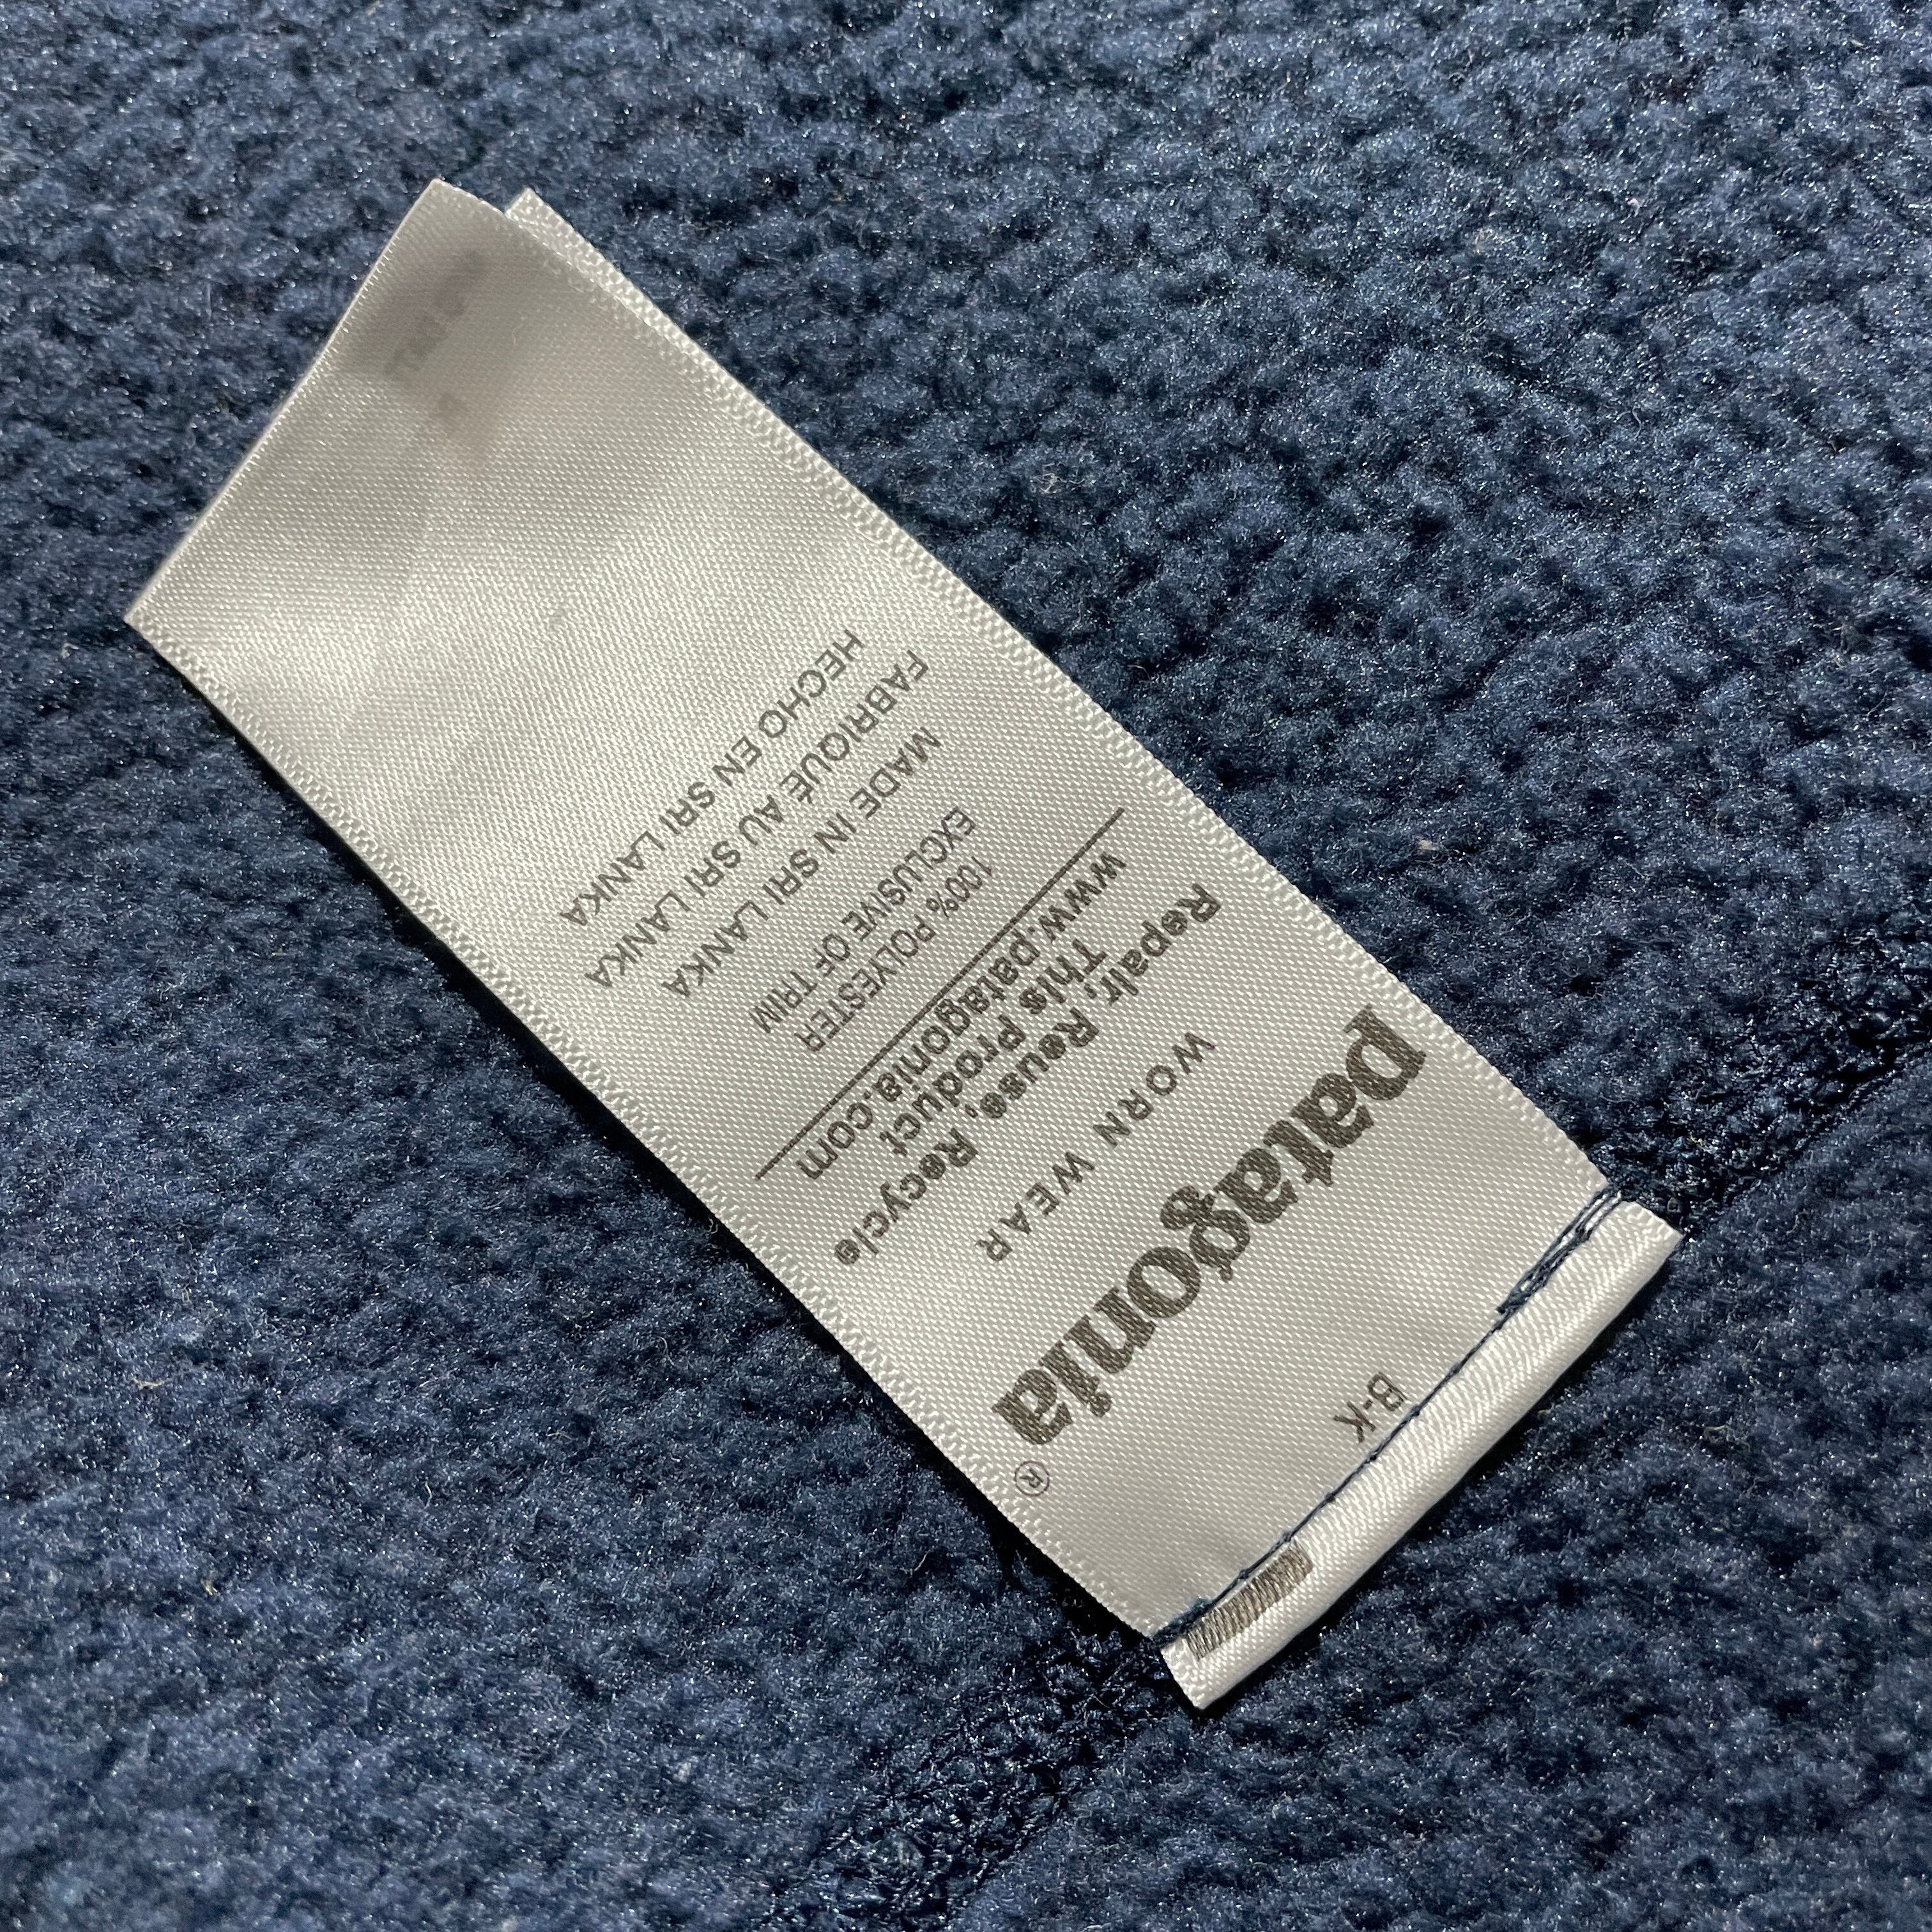 B-K
patagonia®
WORN WEAR
Repair, Reuse, Recycle
This Product
www.patagonia.com
100% POLYESTER
EXCLUSIVE OF TRIM
MADE IN SRI LANKA
FABRIQUÉ AU SRI LANKA
HECHO EN SRI LANKA